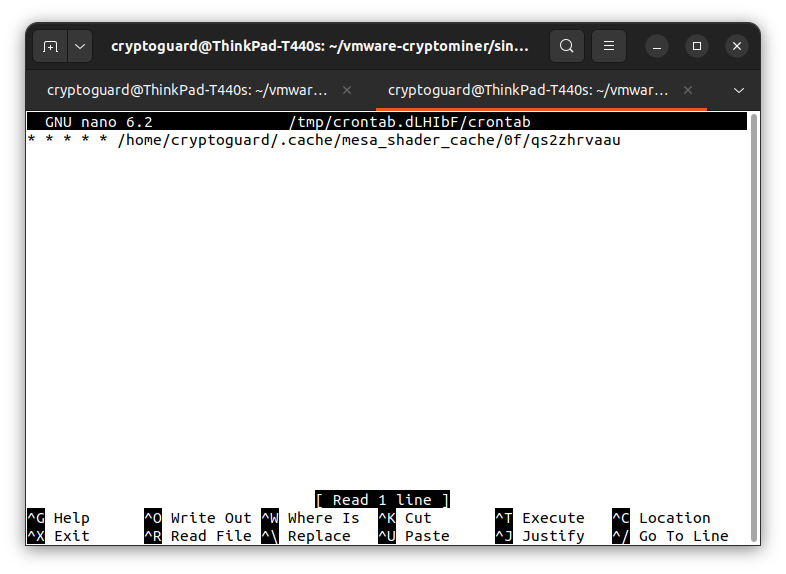 cryptoguard@ThinkPad-T440s: ~/vmware-cryptominer/sin...
cryptoguard@ThinkPad-T440s: ~/vmwar... × cryptoguard@ThinkPad-T440s: ~/vmwar... ×
GNU nano 6.2 /tmp/crontab.dLHIbF/crontab
* * * * * /home/cryptoguard/.cache/mesa_shader_cache/0f/qs2zhrvaau
[ Read 1 line ]
^G Help ^O Write Out ^W Where Is ^K Cut ^T Execute ^C Location
^X Exit ^R Read File ^\ Replace ^U Paste ^J Justify ^/ Go To Line